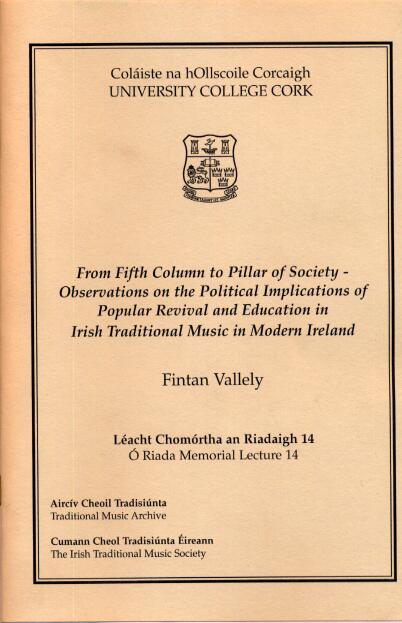 Coláiste na hOllscoile Corcaigh
UNIVERSITY COLLEGE CORK
From Fifth Column to Pillar of Society -
Observations on the Political Implications of
Popular Revival and Education in
Irish Traditional Music in Modern Ireland
Fintan Vallely
Léacht Chomórtha an Riadaigh 14
Ó Riada Memorial Lecture 14
Aircív Cheoil Tradisiúnta
Traditional Music Archive
Cumann Cheol Tradisiúnta Éireann
The Irish Traditional Music Society